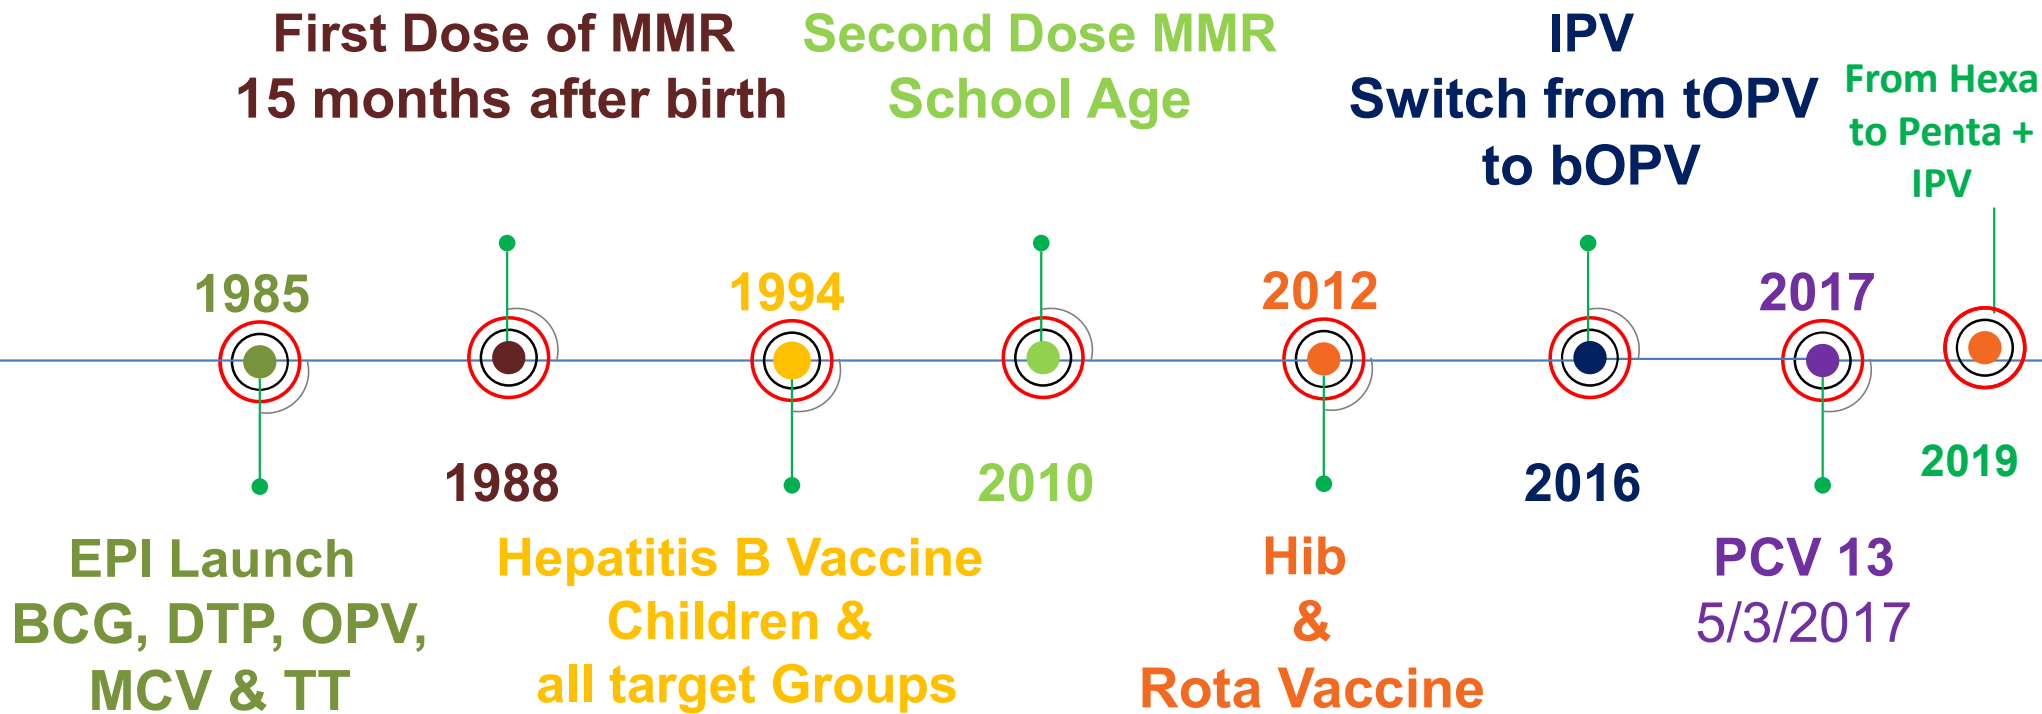 First Dose of MMR
15 months after birth
Second Dose MMR
School Age
IPV
Switch from tOPV
to bOPV
From Hexa
to Penta +
IPV
1985
1994
2012
2017
1988
2010
2016
2019
EPI Launch
BCG, DTP, OPV,
MCV & TT
Hepatitis B Vaccine
Children &
all target Groups
Hib
&
Rota Vaccine
PCV 13
5/3/2017